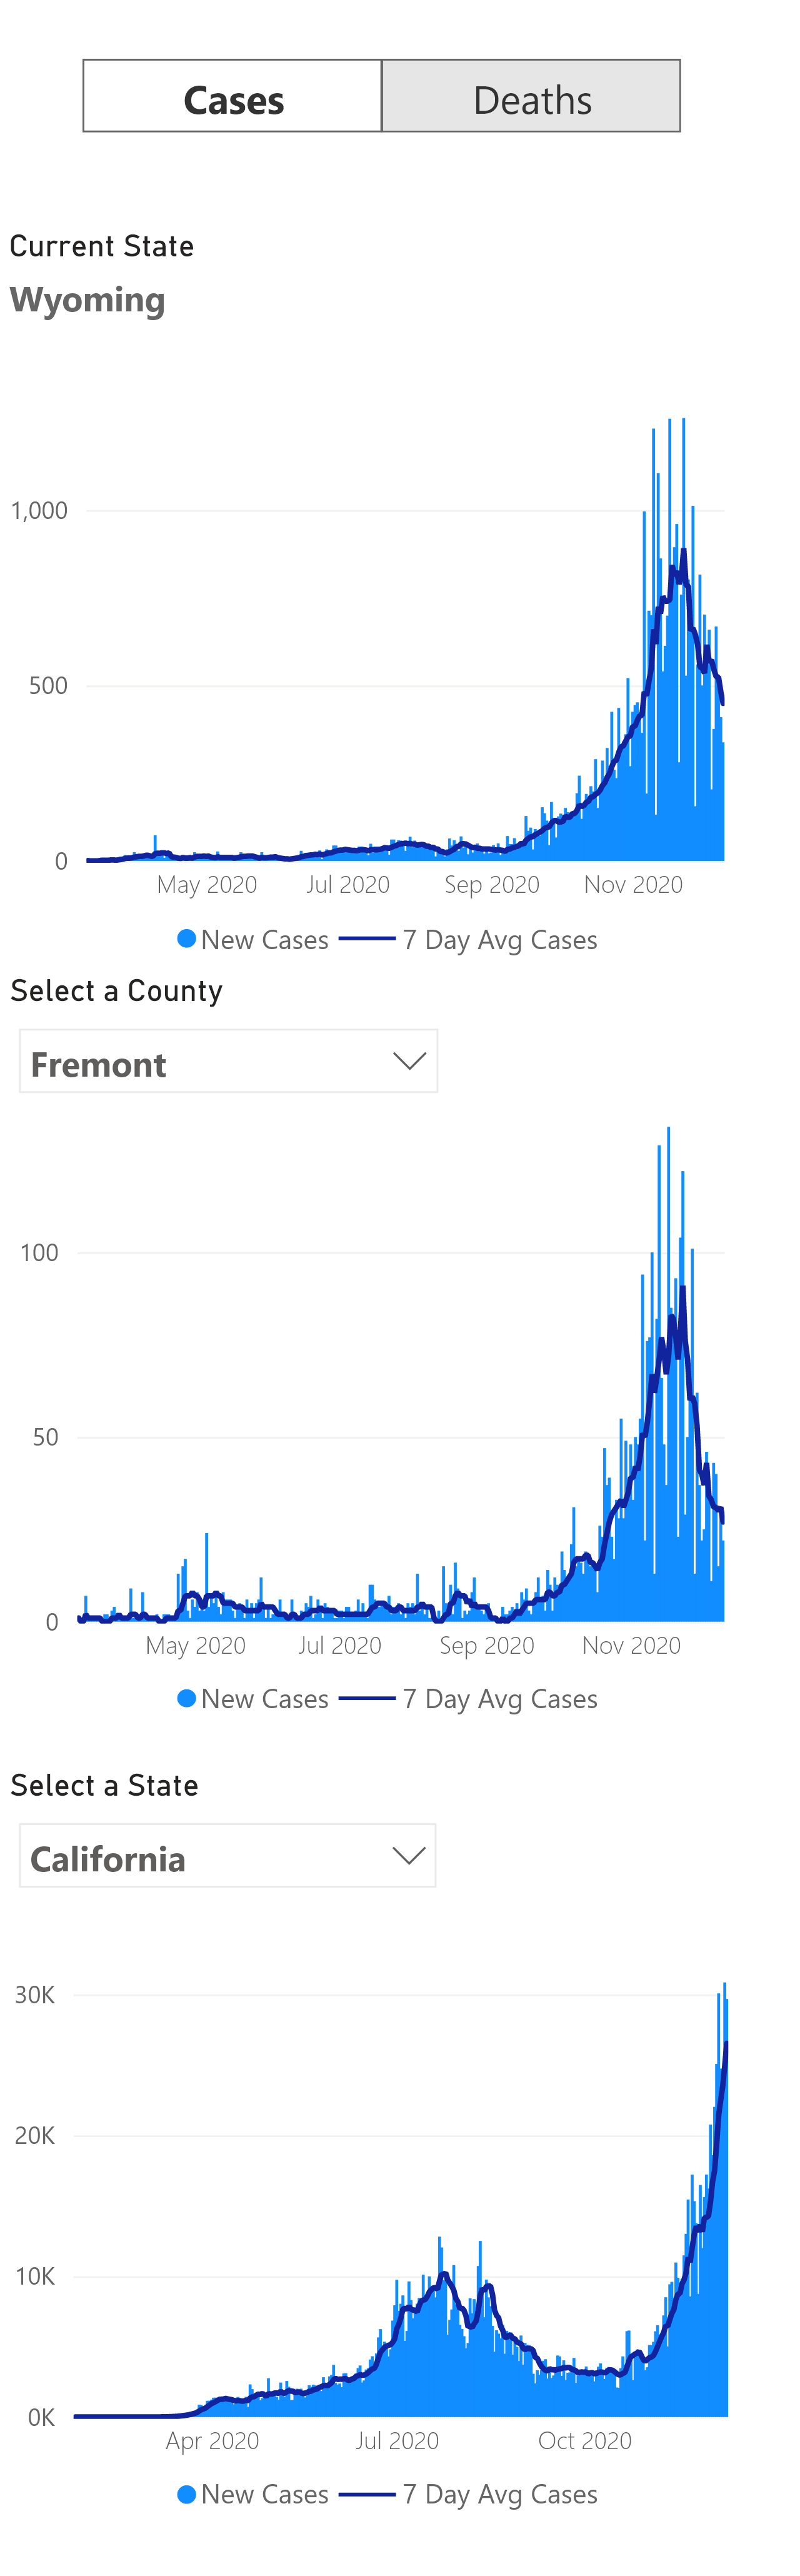 Cases Deaths
Current State
Wyoming
1,000
500
0
May 2020 Jul 2020 Sep 2020 Nov 2020
New Cases 7 Day Avg Cases
Select a County
Fremont
100
50
0
May 2020 Jul 2020 Sep 2020 Nov 2020
New Cases 7 Day Avg Cases
Select a State
California
30K
20K
10K
0K
Apr 2020 Jul 2020 Oct 2020
New Cases 7 Day Avg Cases